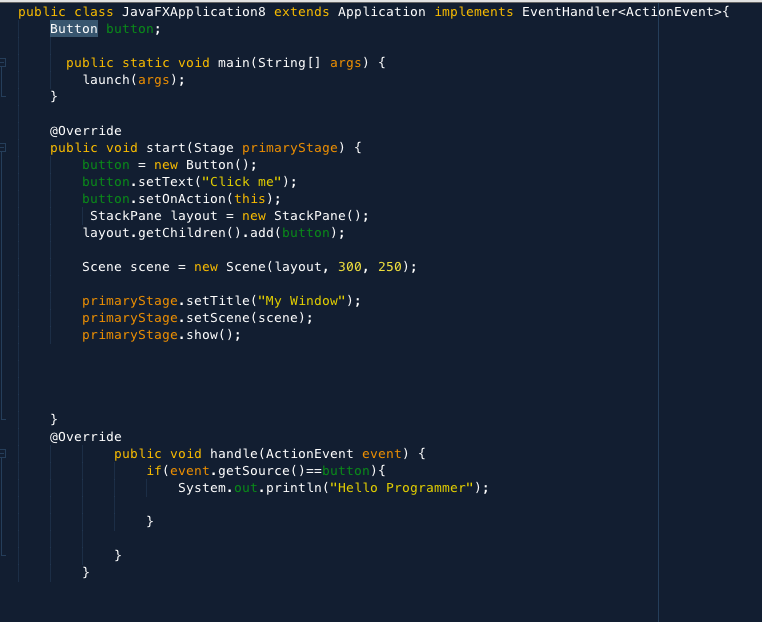 public class JavaFXApplication8 extends Application implements EventHandler<ActionEvent>{
Button button;
public static void main(String[] args) {
launch(args);
}
@Override
public void start(Stage primaryStage) {
button = new Button();
button.setText("Click me");
button.setOnAction(this);
StackPane layout = new StackPane();
layout.getChildren().add(button);
Scene scene = new Scene(layout, 300, 250);
primaryStage.setTitle("My Window");
primaryStage.setScene(scene);
primaryStage.show();
}
@Override
public void handle(ActionEvent event) {
if(event.getSource()==button){
System.out.println("Hello Programmer");
}
}
}